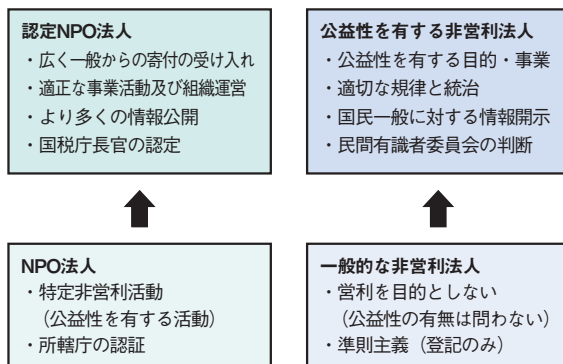 認定NPO法人
・広く一般からの寄付の受け入れ
・適正な事業活動及び組織運営
・より多くの情報公開
・国税庁長官の認定
公益性を有する非営利法人
・公益性を有する目的・事業
・適切な規律と統治
・国民一般に対する情報開示
・民間有識者委員会の判断
NPO法人
・特定非営利活動
（公益性を有する活動）
・所轄庁の認証
一般的な非営利法人
・営利を目的としない
（公益性の有無は問わない）
・準則主義（登記のみ）